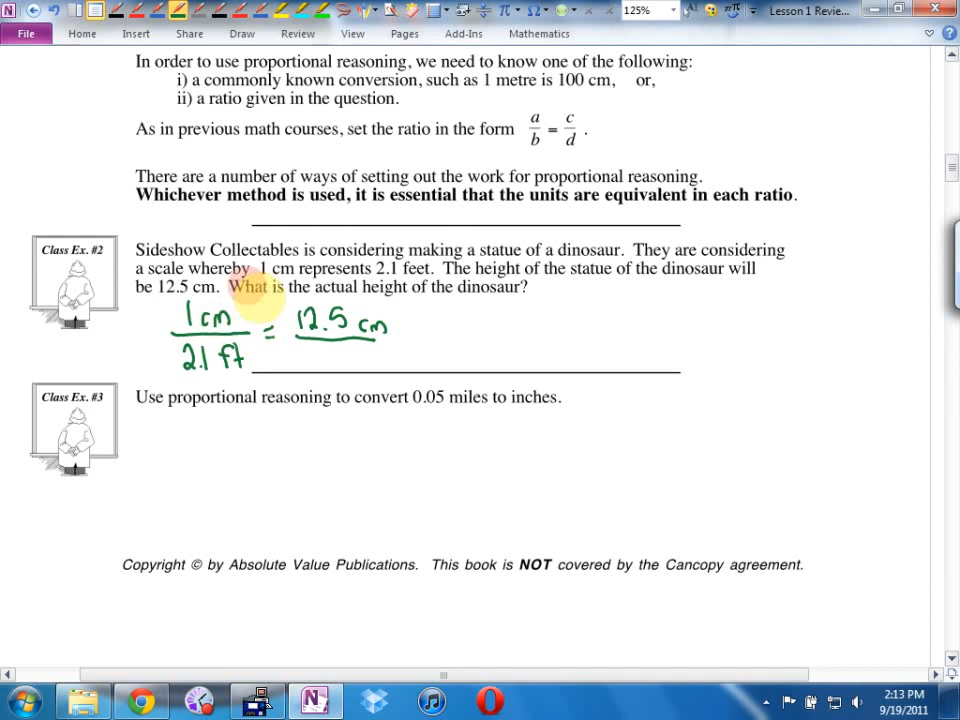 125%
Lesson 1 Revie...
File Home Insert Share Draw Review View Pages Add-Ins Mathematics
In order to use proportional reasoning, we need to know one of the following:
i) a commonly known conversion, such as 1 metre is 100 cm, or,
ii) a ratio given in the question.
As in previous math courses, set the ratio in the form a/b = c/d .
There are a number of ways of setting out the work for proportional reasoning.
Whichever method is used, it is essential that the units are equivalent in each ratio.
Class Ex. #2
Sideshow Collectables is considering making a statue of a dinosaur. They are considering
a scale whereby 1 cm represents 2.1 feet. The height of the statue of the dinosaur will
be 12.5 cm. What is the actual height of the dinosaur?
1 cm = 12.5 cm
2.1 ft
Class Ex. #3
Use proportional reasoning to convert 0.05 miles to inches.
Copyright © by Absolute Value Publications. This book is NOT covered by the Cancopy agreement.
2:13 PM
9/19/2011